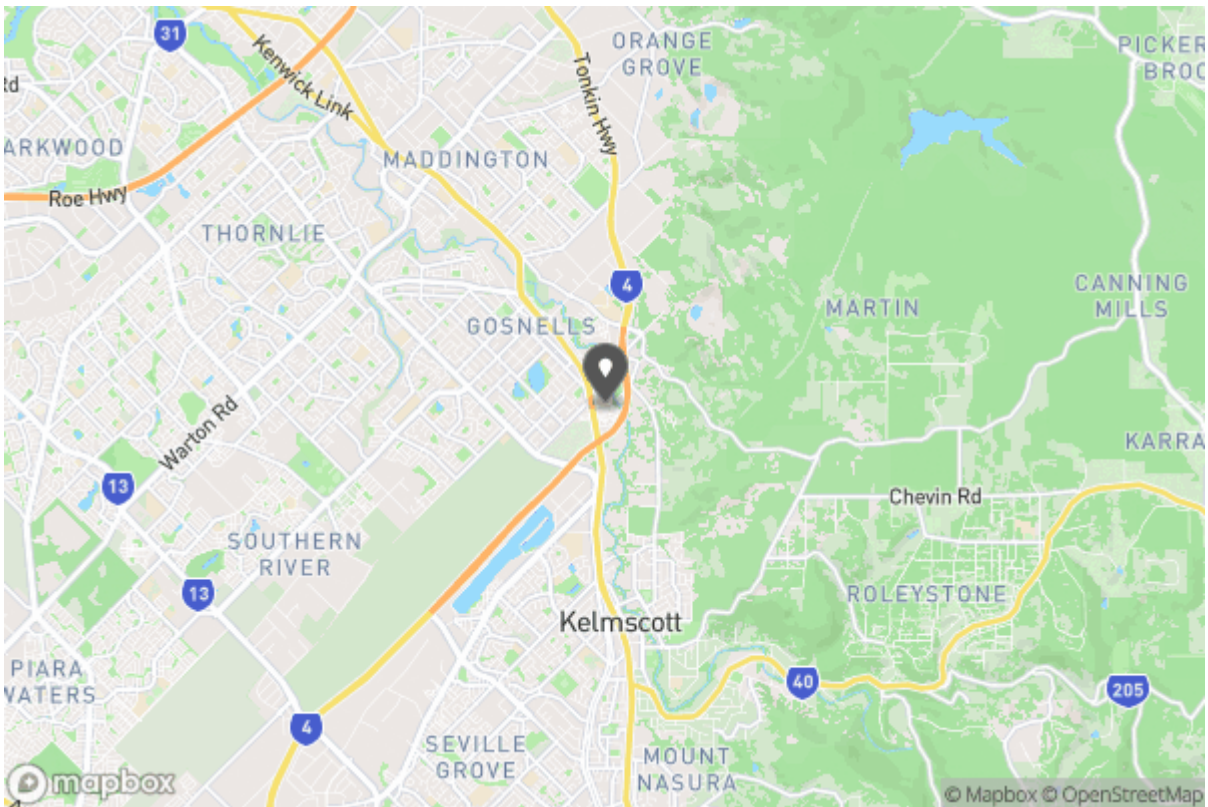 31
Kenwick Link
ORANGE
GROVE
PICKER
BROO
Rd
Tonkin Hwy
ARKWOOD
MADDINGTON
Roe Hwy
THORNLIE
4
CANNING
MILLS
MARTIN
GOSNELLS
Warton Rd
KARRA
13
Chevin Rd
SOUTHERN
RIVER
13
ROLEYSTONE
Kelmscott
PIARA
WATERS
40
205
4
SEVILLE
GROVE
MOUNT
NASURA
mapbox
© Mapbox © OpenStreetMap